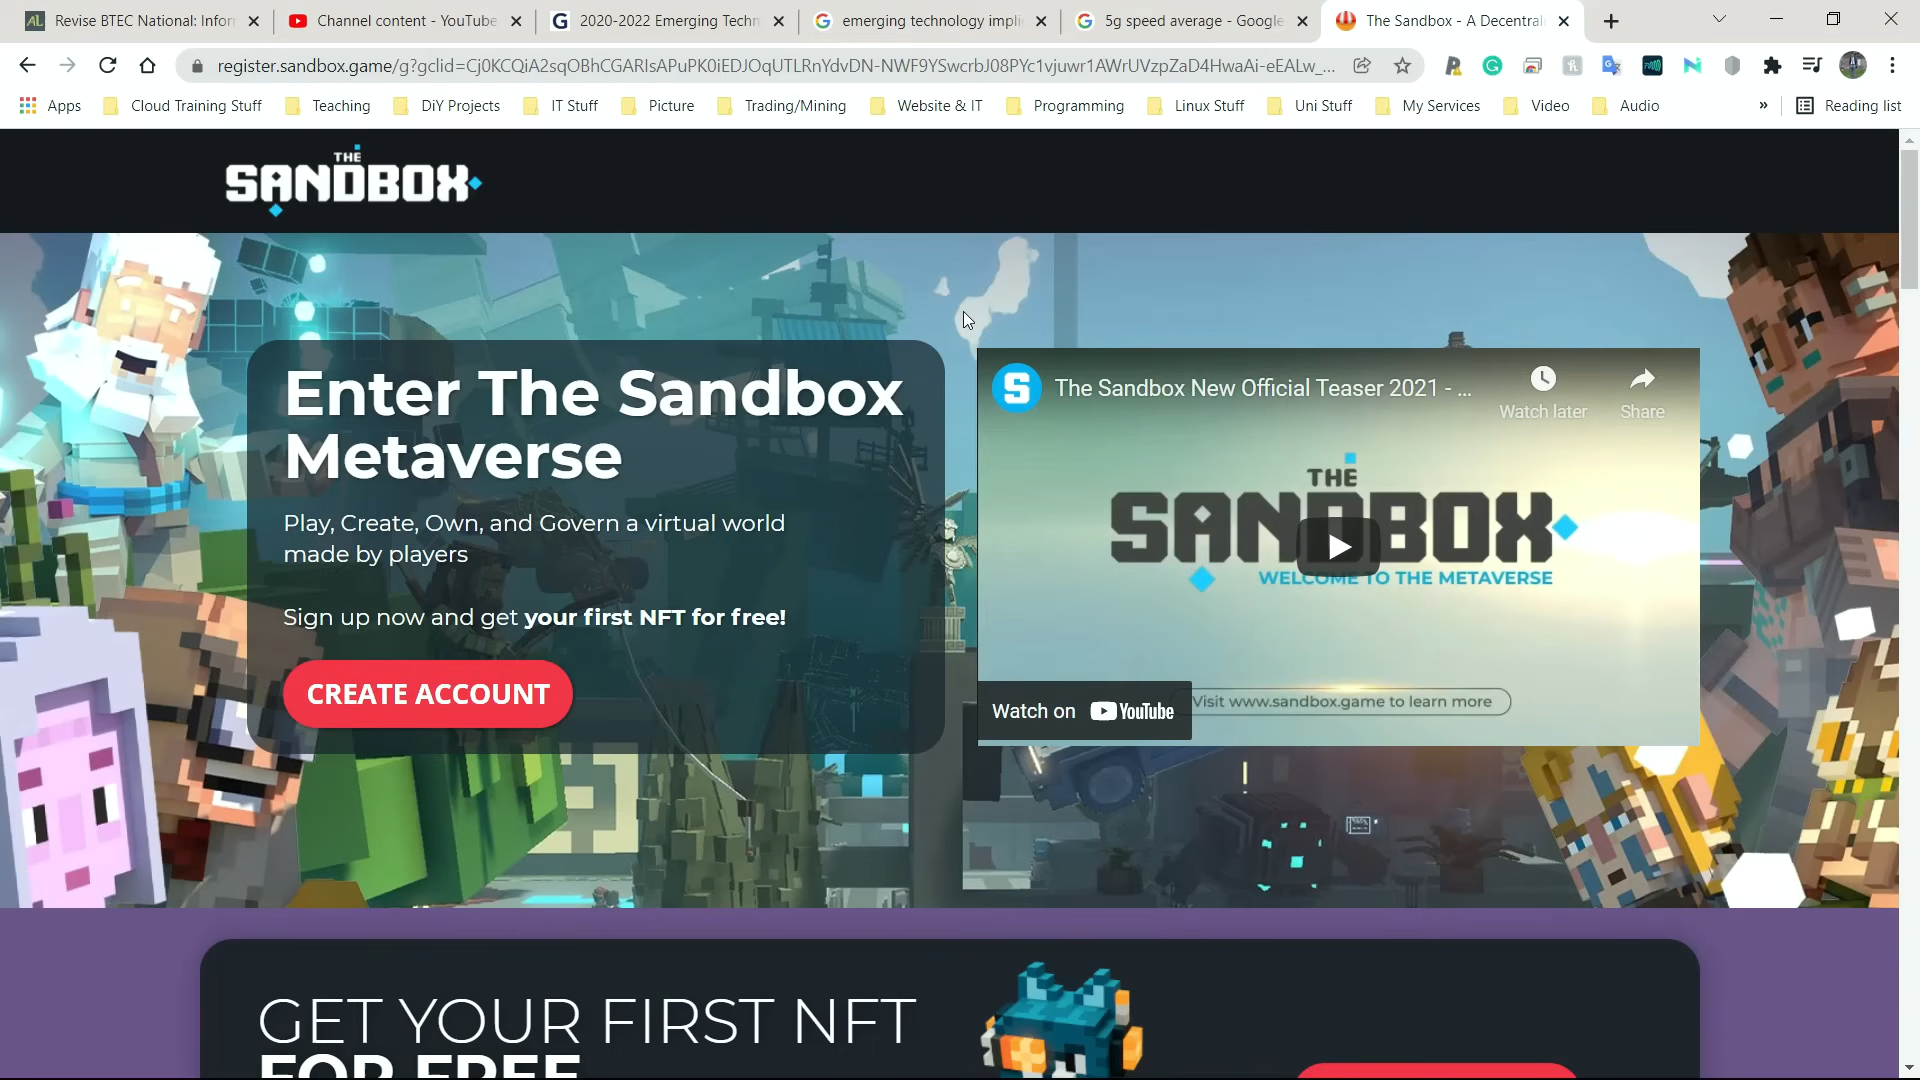 Revise BTEC National: Inform
Channel content - YouTube
2020-2022 Emerging Techn
emerging technology impli
5g speed average - Google
The Sandbox - A Decentral
register.sandbox.game/g?gclid=Cj0KCQiA2sqOBhCGARIsAPuPK0iEDJOqUTLRnYdvDN-NWF9YSwcrbJ08PYc1vjuwr1AWrUVzpZaD4HwaAi-eEALw_...
Apps
Cloud Training Stuff
Teaching
DiY Projects
IT Stuff
Picture
Trading/Mining
Website & IT
Programming
Linux Stuff
Uni Stuff
My Services
Video
Audio
»
Reading list
THE
SANDBOX
Enter The Sandbox
Metaverse
Play, Create, Own, and Govern a virtual world
made by players
Sign up now and get your first NFT for free!
CREATE ACCOUNT
The Sandbox New Official Teaser 2021 - ...
Watch later
Share
THE
SANDBOX
WELCOME TO THE METAVERSE
Watch on YouTube
Visit www.sandbox.game to learn more
GET YOUR FIRST NFT
FOR FREE